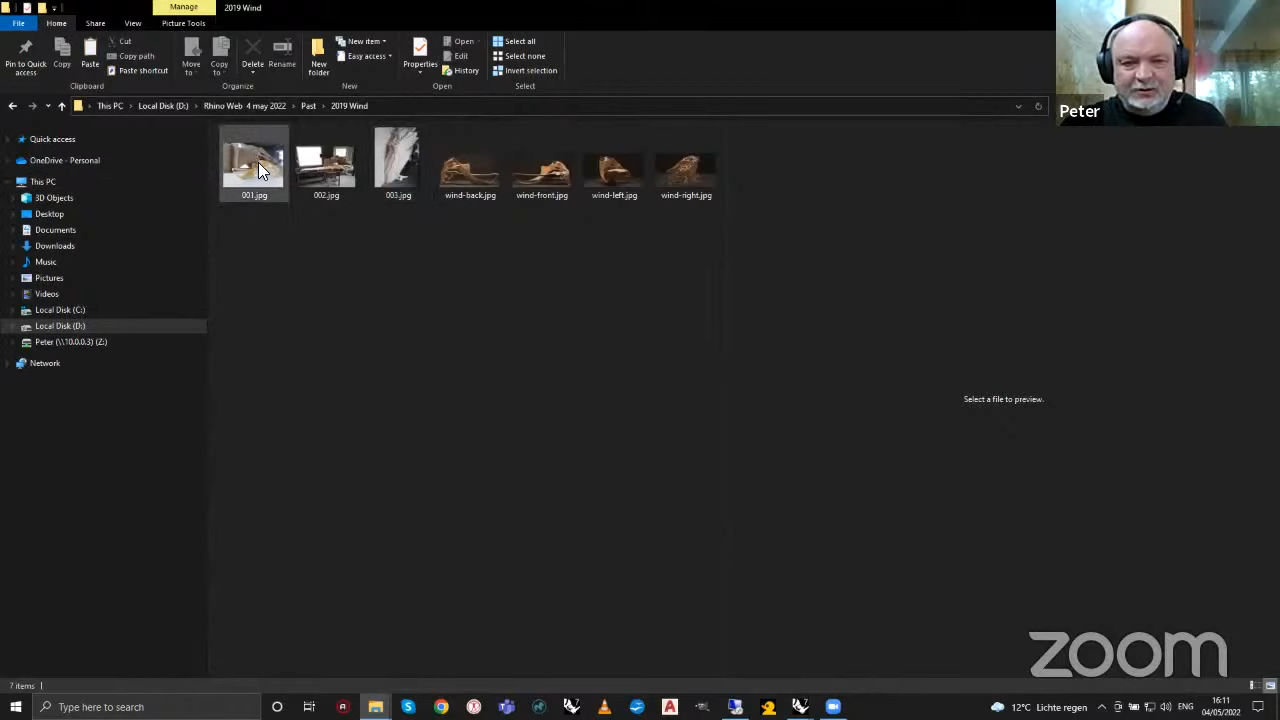 Manage
2019 Wind
File
Home
Share
View
Picture Tools
Pin to Quick access
Copy
Paste
Cut
Copy path
Paste shortcut
Clipboard
Move to
Copy to
Delete
Rename
Organize
New folder
New item
Easy access
New
Properties
Open
Edit
History
Open
Select all
Select none
Invert selection
Select
This PC
Local Disk (D:)
Rhino Web 4 may 2022
Past
2019 Wind
Peter
Quick access
OneDrive - Personal
This PC
3D Objects
Desktop
Documents
Downloads
Music
Pictures
Videos
Local Disk (C:)
Local Disk (D:)
Peter (\\10.0.0.3) (Z:)
Network
001.jpg
002.jpg
003.jpg
wind-back.jpg
wind-front.jpg
wind-left.jpg
wind-right.jpg
Select a file to preview.
zoom
7 items
Type here to search
12°C Lichte regen
ENG
16:11
04/05/2022